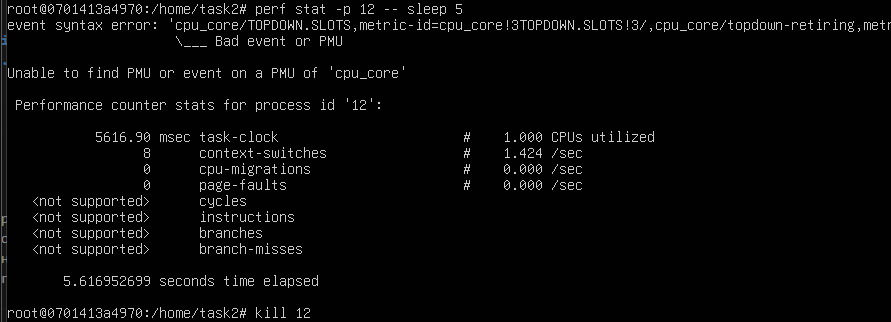 root@0701413a4970:/home/task2# perf stat -p 12 -- sleep 5
event syntax error: 'cpu_core/TOPDOWN.SLOTS,metric-id=cpu_core!3TOPDOWN.SLOTS!3/,cpu_core/topdown-retiring,metr
\___ Bad event or PMU
Unable to find PMU or event on a PMU of 'cpu_core'
Performance counter stats for process id '12':
5616.90 msec task-clock # 1.000 CPUs utilized
8 context-switches # 1.424 /sec
0 cpu-migrations # 0.000 /sec
0 page-faults # 0.000 /sec
<not supported> cycles
<not supported> instructions
<not supported> branches
<not supported> branch-misses
5.616952699 seconds time elapsed
root@0701413a4970:/home/task2# kill 12